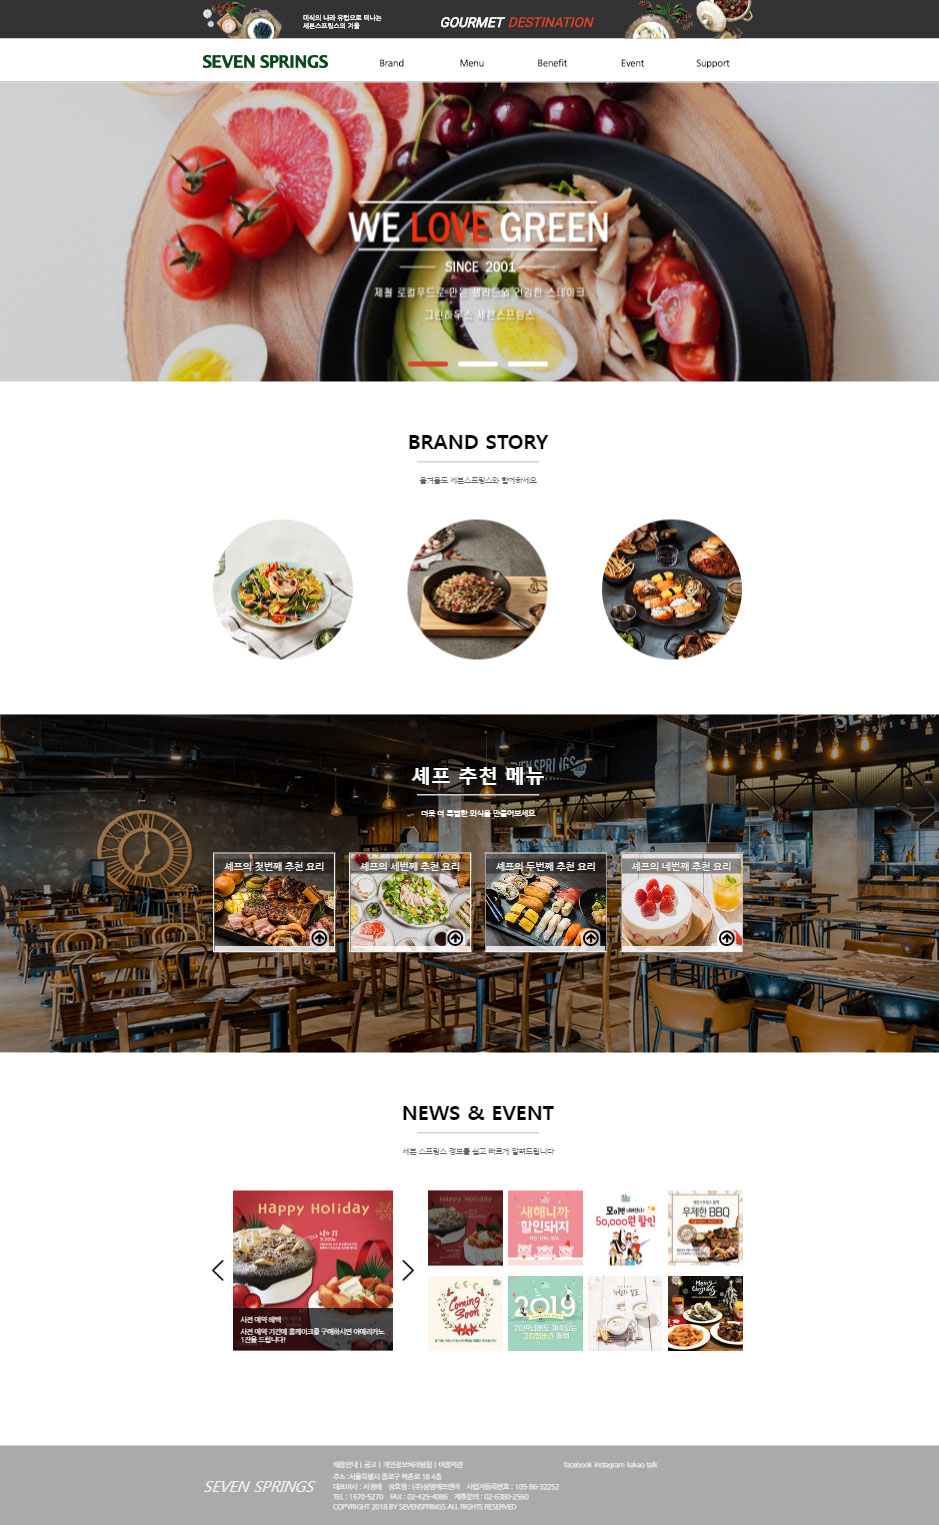 미식의 나라 유럽으로 떠나는
세븐스프링스의 겨울
GOURMET DESTINATION
SEVEN SPRINGS
Brand Menu Benefit Event Support
WE LOVE GREEN
SINCE 2001
제철 로컬푸드로 만든 샐러드와 건강한 스테이크
그린하우스 세븐스프링스
BRAND STORY
올겨울도 세븐스프링스와 함께하세요
셰프 추천 메뉴
더욱 더 특별한 외식을 만들어보세요
셰프의 첫번째 추천 요리
셰프의 세번째 추천 요리
셰프의 두번째 추천 요리
셰프의 네번째 추천 요리
NEWS & EVENT
세븐 스프링스 정보를 쉽고 빠르게 알려드립니다
Happy Holiday
사전 예약 혜택
사전 예약 기간에 홀케이크를 구매하시면 아메리카노
1잔을 드립니다!
Happy Holiday
새해니까
할인돼지
모이면
50,000원 할인
무제한 BBQ
Coming
Soon
2019
2019년에도 계속되는
그린멤버스 혜택
Merry
Christmas
채용안내 | 공고 | 개인정보처리방침 | 이용약관
facebook instagram kakao talk
주소 :서울특별시 종로구 북촌로 18 4층
SEVEN SPRINGS
대표이사 : 서경배 상호명 : (주)삼양에프앤비 사업자등록번호 : 105-86-32252
TEL : 1670-5270 FAX : 02-425-4086 제휴문의 : 02-6380-2560
COPYRIGHT 2018 BY SEVENSPRINGS ALL RIGHTS RESERVED